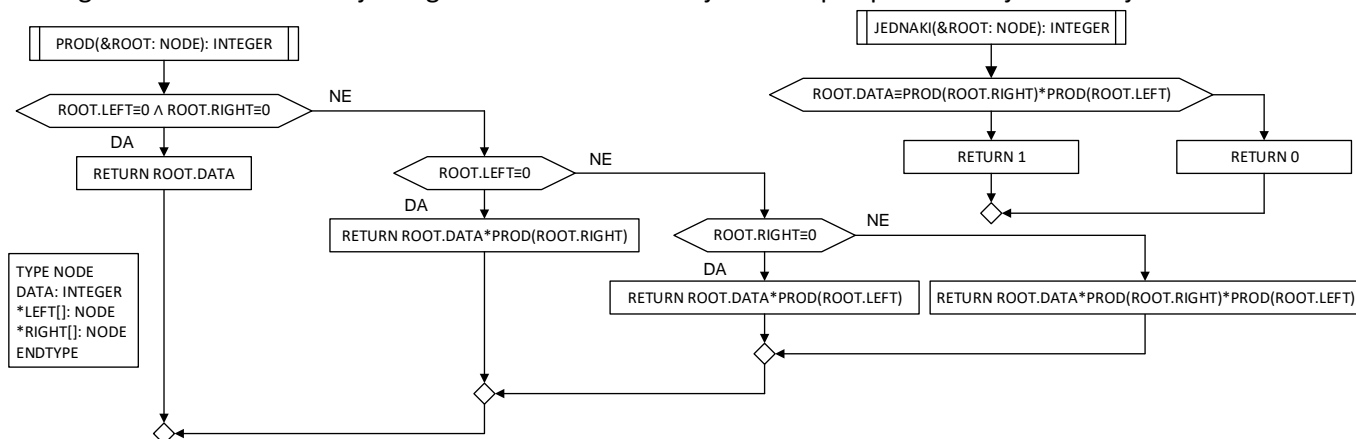 PROD(&ROOT: NODE): INTEGER
JEDNAKI(&ROOT: NODE): INTEGER
ROOT.LEFT≡0 ∧ ROOT.RIGHT≡0
NE
ROOT.DATA≡PROD(ROOT.RIGHT)*PROD(ROOT.LEFT)
DA
RETURN ROOT.DATA
ROOT.LEFT≡0
NE
RETURN 1
RETURN 0
DA
RETURN ROOT.DATA*PROD(ROOT.RIGHT)
ROOT.RIGHT≡0
NE
TYPE NODE
DATA: INTEGER
*LEFT[]: NODE
*RIGHT[]: NODE
ENDTYPE
DA
RETURN ROOT.DATA*PROD(ROOT.LEFT)
RETURN ROOT.DATA*PROD(ROOT.RIGHT)*PROD(ROOT.LEFT)